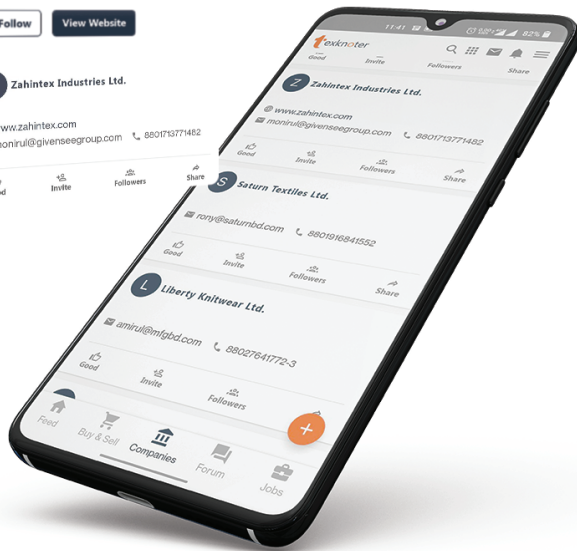 Follow
View Website
Zahintex Industries Ltd.
www.zahintex.com
monirul@givenseegroup.com 8801713771482
Invite
Followers
Share
11:41
82%
texknoter
Good
Invite
Followers
Share
Z
Zahintex Industries Ltd.
www.zahintex.com
monirul@givenseegroup.com 8801713771482
Good
Invite
Followers
Share
S
Saturn Textiles Ltd.
rony@saturnbd.com 8801916841552
Good
Invite
Followers
Share
L
Liberty Knitwear Ltd.
amirul@mfgbd.com 88027641772-3
Good
Invite
Followers
+
Feed
Buy & Sell
Companies
Forum
Jobs